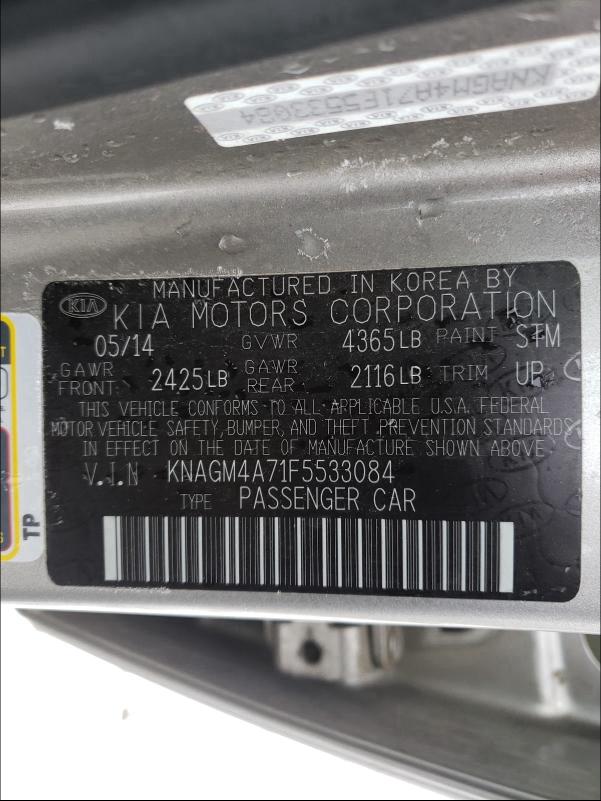 KNAGM4A71F5533084
MANUFACTURED IN KOREA BY
KIA KIA MOTORS CORPORATION
05/14 GVWR 4365LB PAINT STM
GAWR FRONT 2425LB GAWR REAR 2116LB TRIM UP
THIS VEHICLE CONFORMS TO ALL APPLICABLE U.S.A. FEDERAL
MOTOR VEHICLE SAFETY, BUMPER, AND THEFT PREVENTION STANDARDS
IN EFFECT ON THE DATE OF MANUFACTURE SHOWN ABOVE
V.I.N KNAGM4A71F5533084
TYPE PASSENGER CAR
TP